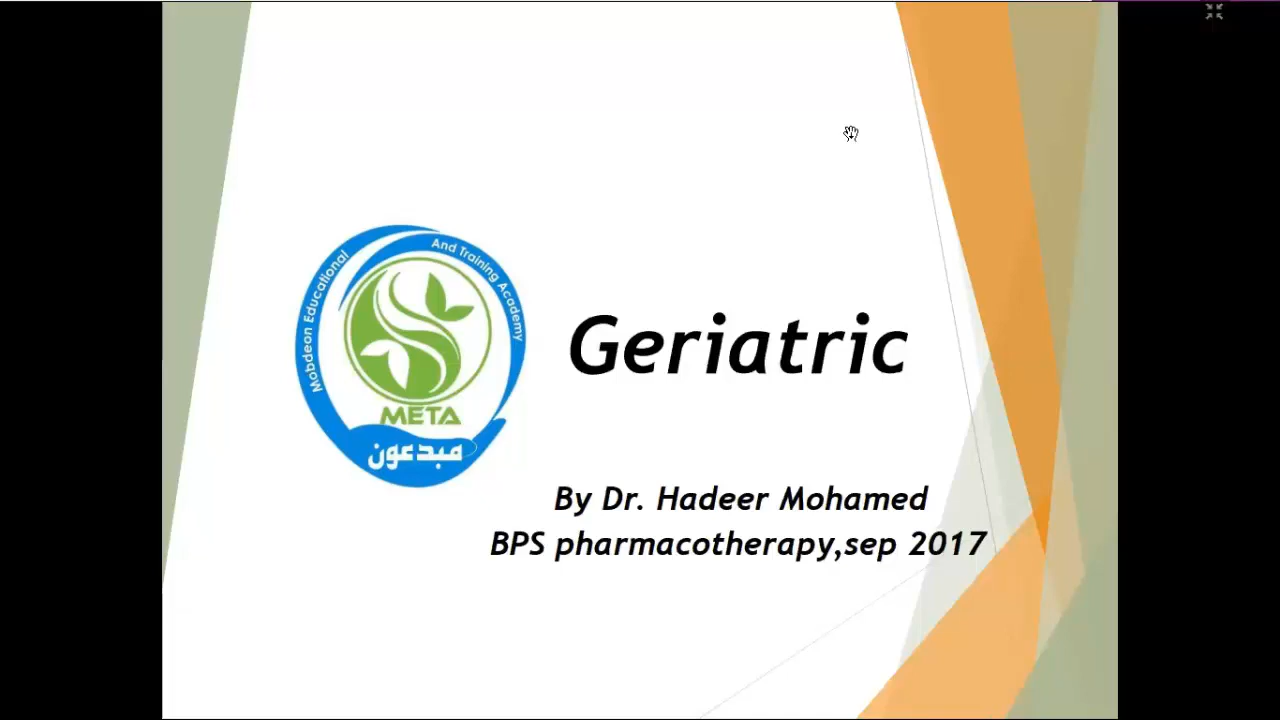 Mobdeon Educational
And Training Academy
META
مبدعون
Geriatric
By Dr. Hadeer Mohamed
BPS pharmacotherapy,sep 2017